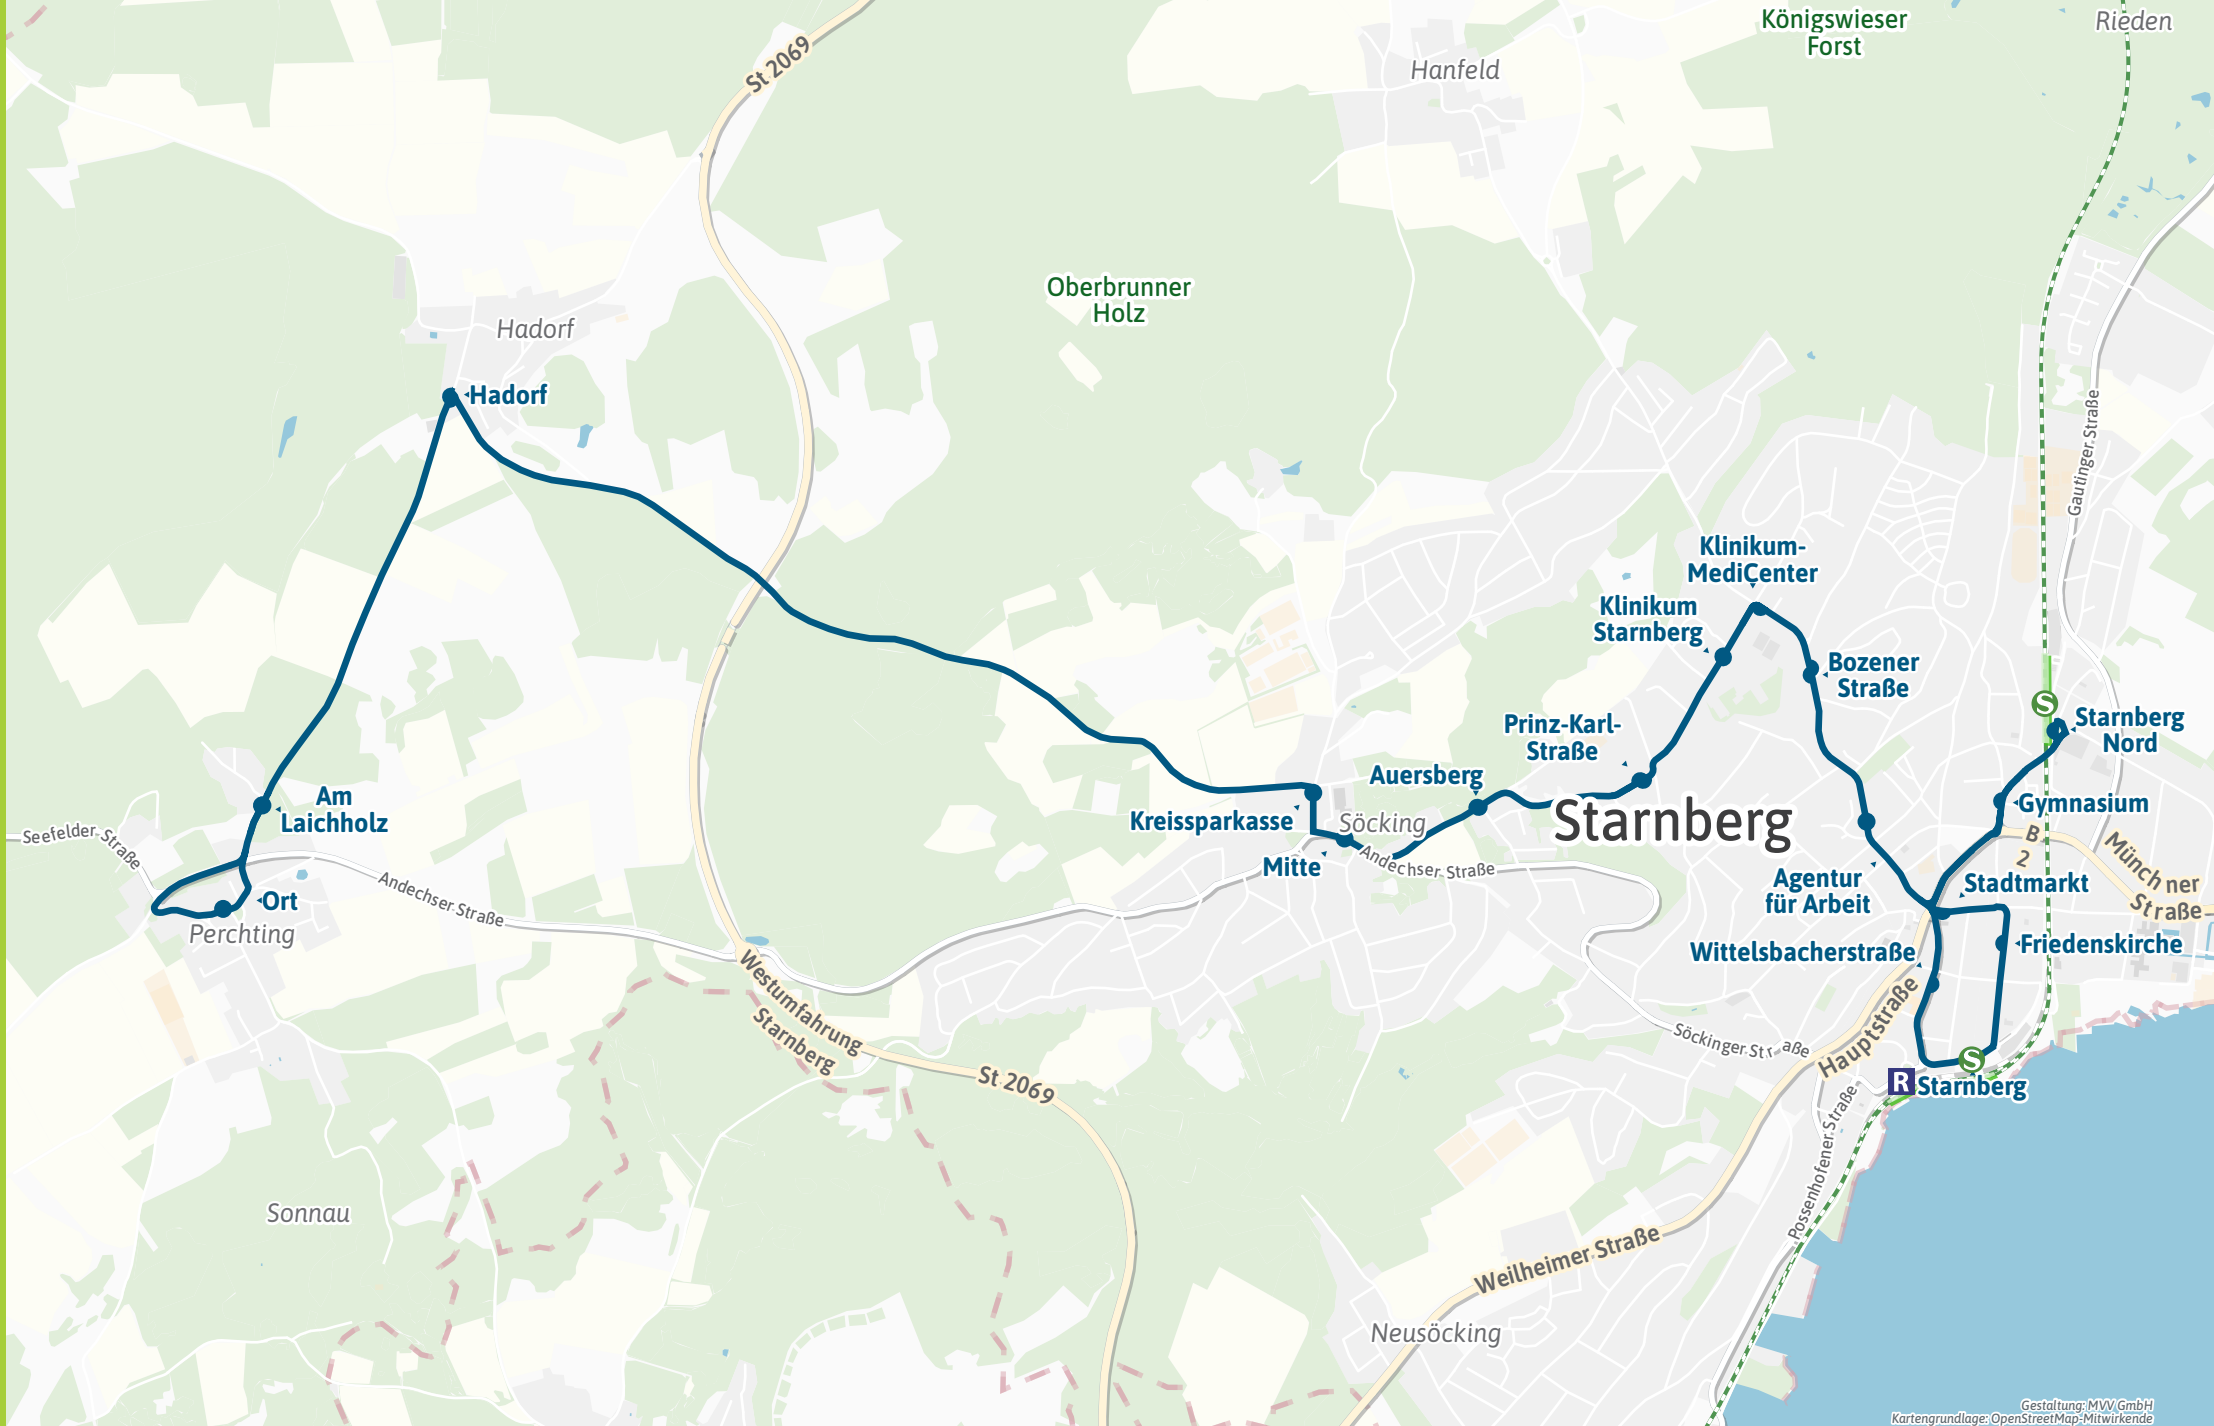 Königswieser
Forst
Rieden
St 2069
Hanfeld
Oberbrunner
Holz
Hadorf
Hadorf
Gautinger Straße
Klinikum-
MediCenter
Klinikum
Starnberg
Bozener
Straße
Prinz-Karl-
Straße
S
Starnberg
Nord
Auersberg
Am
Laichholz
Gymnasium
Kreissparkasse
Söcking
Starnberg
Seefelder Straße
B
2
Münchner
Straße
Mitte
Andechser Straße
Agentur
für Arbeit
Stadtmarkt
Andechser Straße
Ort
Perchting
Wittelsbacherstraße
Friedenskirche
Westumfahrung
Starnberg
Hauptstraße
Söckinger Straße
St 2069
S
R
Starnberg
Possenhofener Straße
Sonnau
Weilheimer Straße
Neusöcking
Gestaltung: MVV GmbH
Kartengrundlage: OpenStreetMap-Mitwirkende